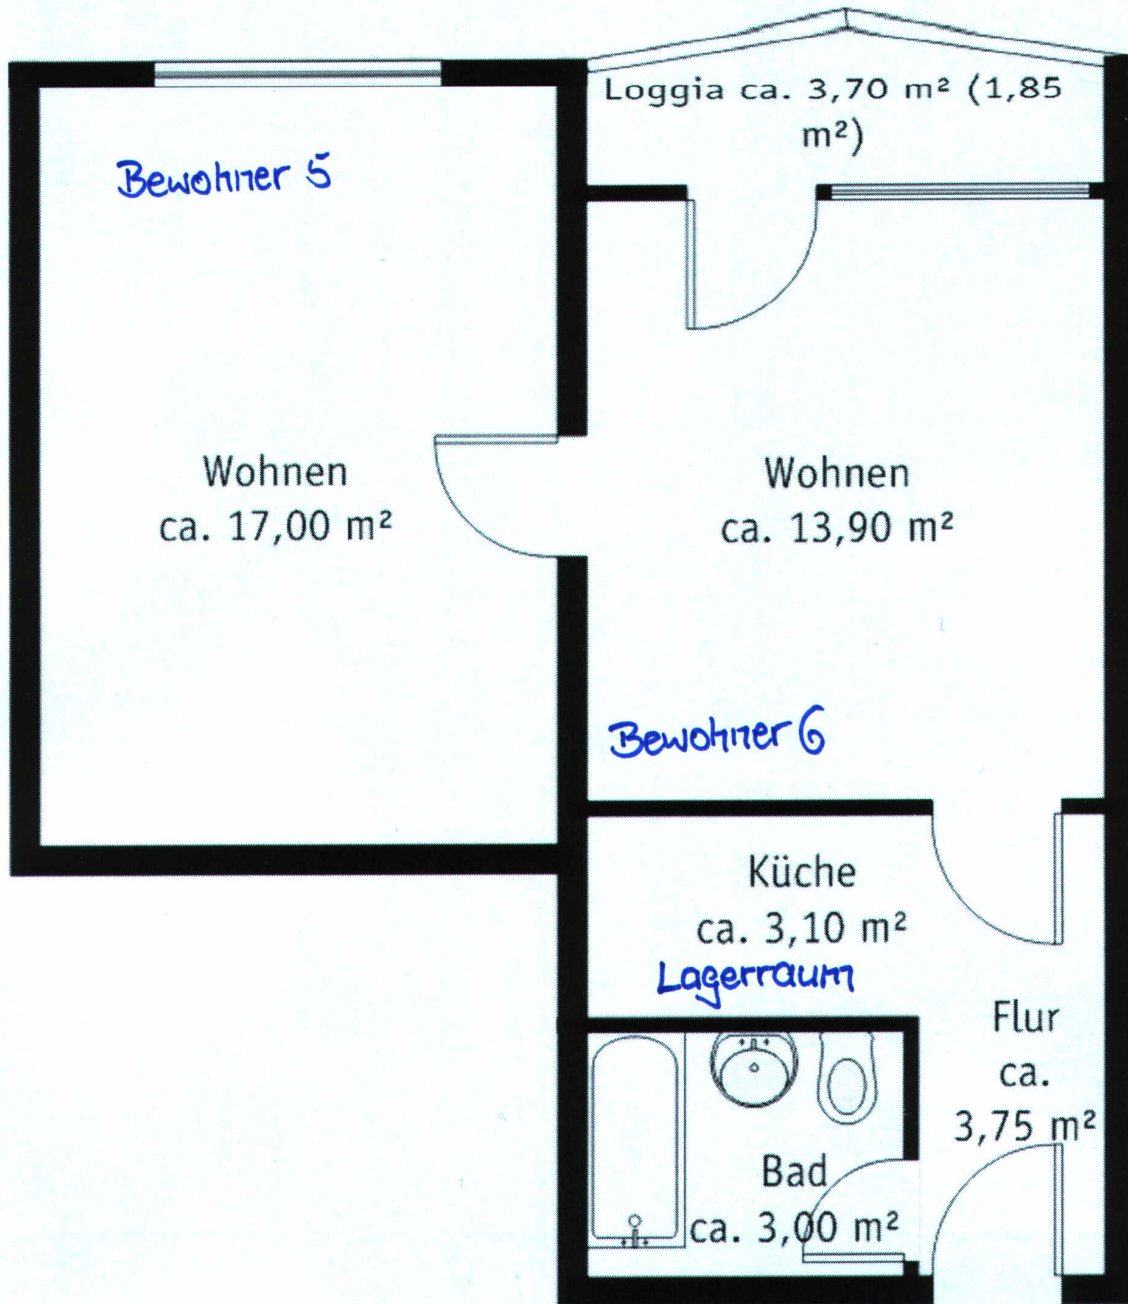 Loggia ca. 3,70 m² (1,85
m²)
Bewohner 5
Wohnen
ca. 17,00 m²
Wohnen
ca. 13,90 m²
Bewohner 6
Küche
ca. 3,10 m²
Lagerraum
Flur
ca.
3,75 m²
Bad
ca. 3,00 m²